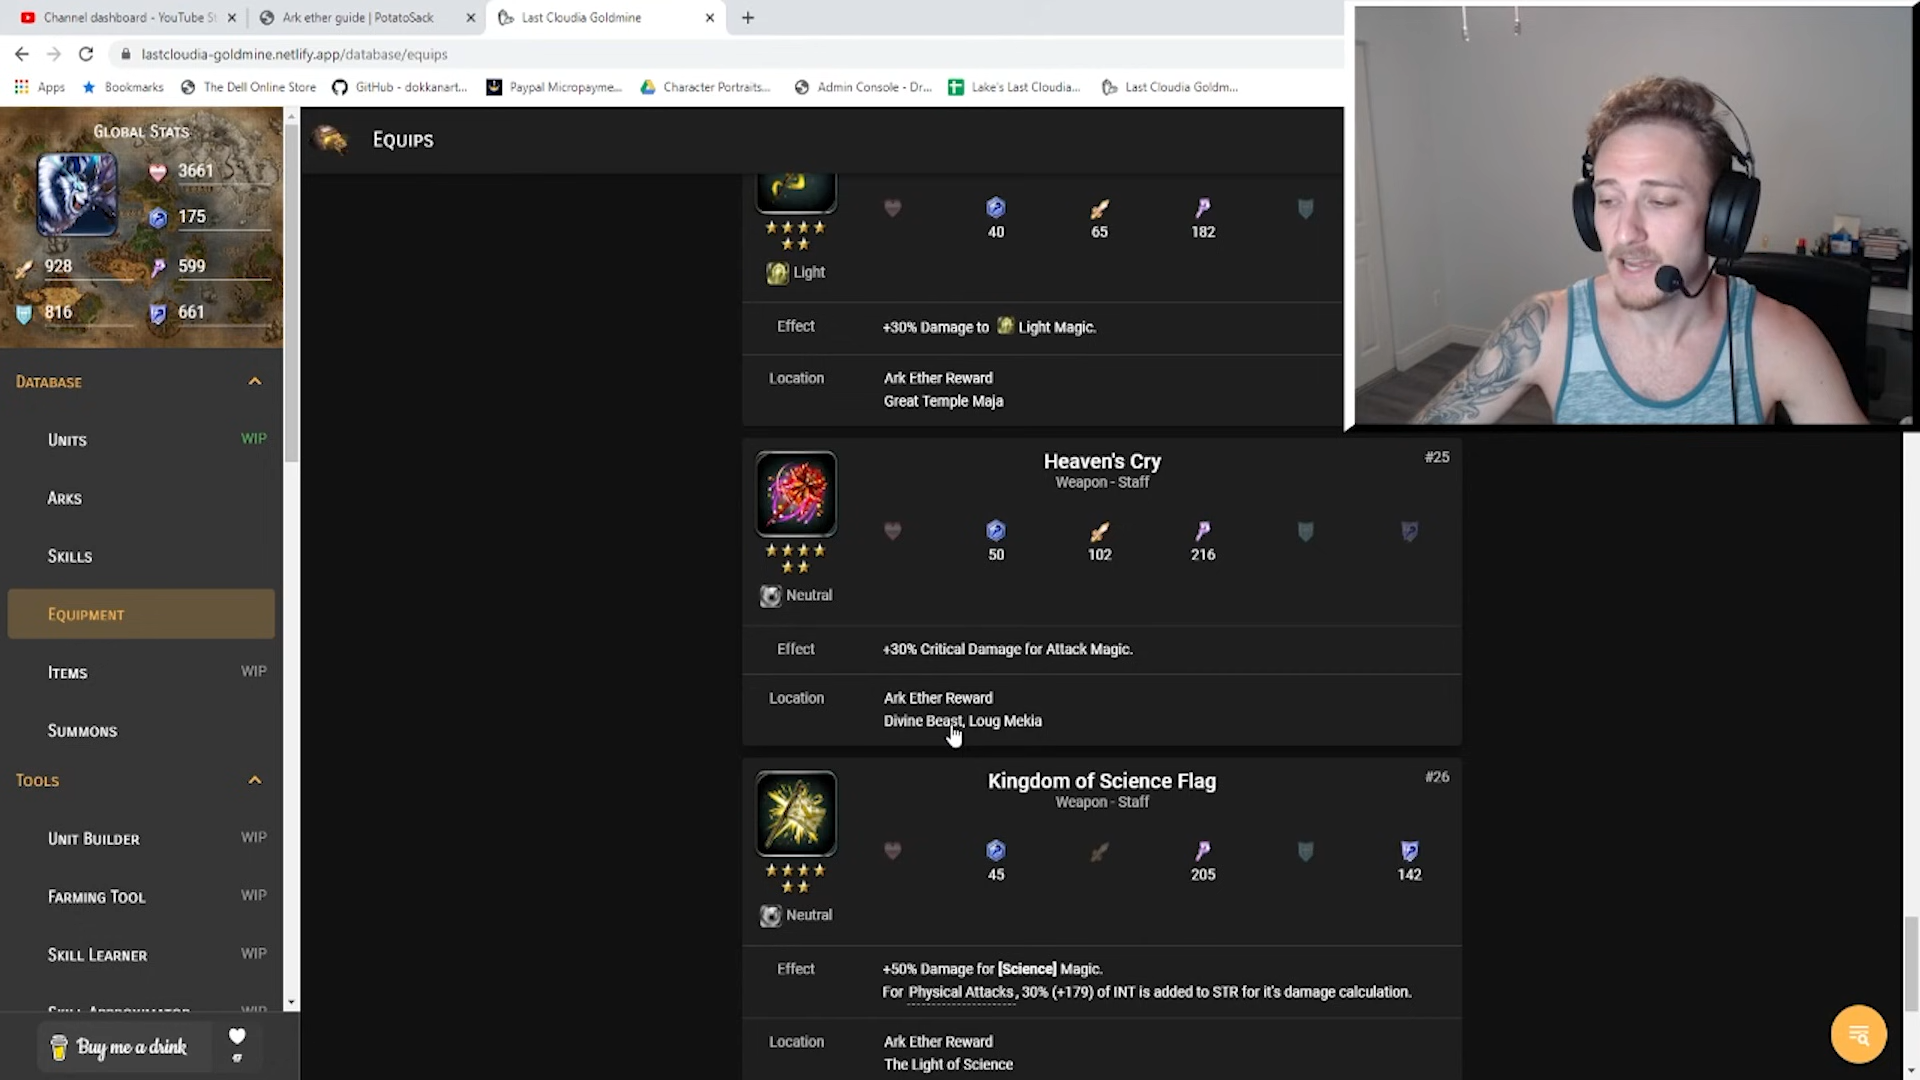 Channel dashboard - YouTube St
Ark ether guide | PotatoSack
Last Cloudia Goldmine
lastcloudia-goldmine.netlify.app/database/equips
Apps
Bookmarks
The Dell Online Store
GitHub - dokkanart...
Paypal Micropayme...
Character Portraits...
Admin Console - Dr...
Lake's Last Cloudia...
Last Cloudia Goldm...
Global Stats
3661
175
928
599
816
661
Database
Units WIP
Arks
Skills
Equipment
Items WIP
Summons
Tools
Unit Builder WIP
Farming Tool WIP
Skill Learner WIP
Skill Approximator WIP
Buy me a drink
Equips
40 65 182
Light
Effect +30% Damage to Light Magic.
Location Ark Ether Reward
Great Temple Maja
Heaven's Cry #25
Weapon - Staff
50 102 216
Neutral
Effect +30% Critical Damage for Attack Magic.
Location Ark Ether Reward
Divine Beast, Loug Mekia
Kingdom of Science Flag #26
Weapon - Staff
45 205 142
Neutral
Effect +50% Damage for [Science] Magic.
For Physical Attacks, 30% (+179) of INT is added to STR for it's damage calculation.
Location Ark Ether Reward
The Light of Science